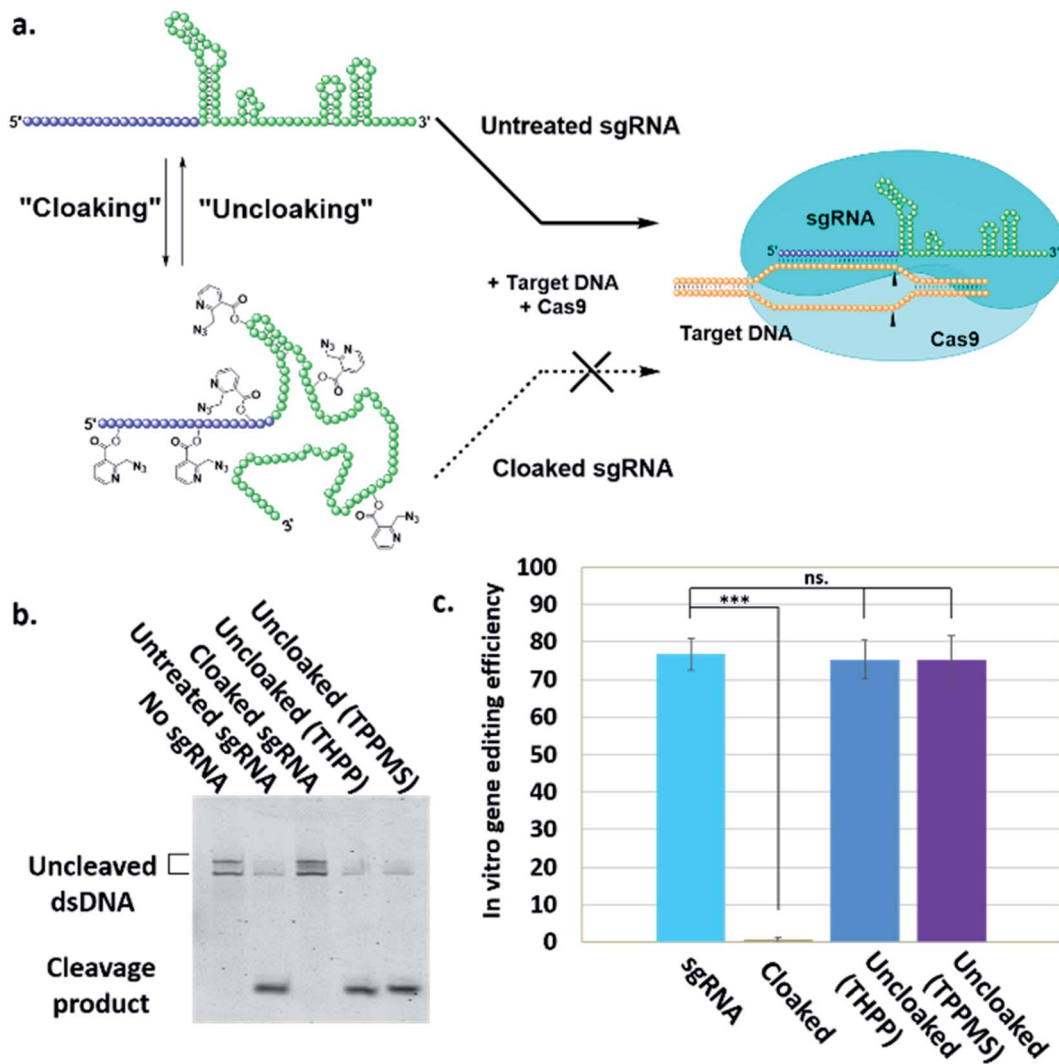 a.
5'
3'
Untreated sgRNA
"Cloaking"
"Uncloaking"
sgRNA
5'
3'
+ Target DNA
+ Cas9
Target DNA
Cas9
N
N3
O
O
N
N3
O
O
N
N3
O
O
5'
O
O
N
N3
O
O
N
N3
3'
O
O
N3
N
Cloaked sgRNA
b.
No sgRNA
Untreated sgRNA
Cloaked sgRNA
Uncloaked (THPP)
Uncloaked (TPPMS)
Uncleaved
dsDNA
Cleavage
product
c.
In vitro gene editing efficiency
100
90
80
70
60
50
40
30
20
10
0
ns.
***
sgRNA
Cloaked
Uncloaked
(THPP)
Uncloaked
(TPPMS)